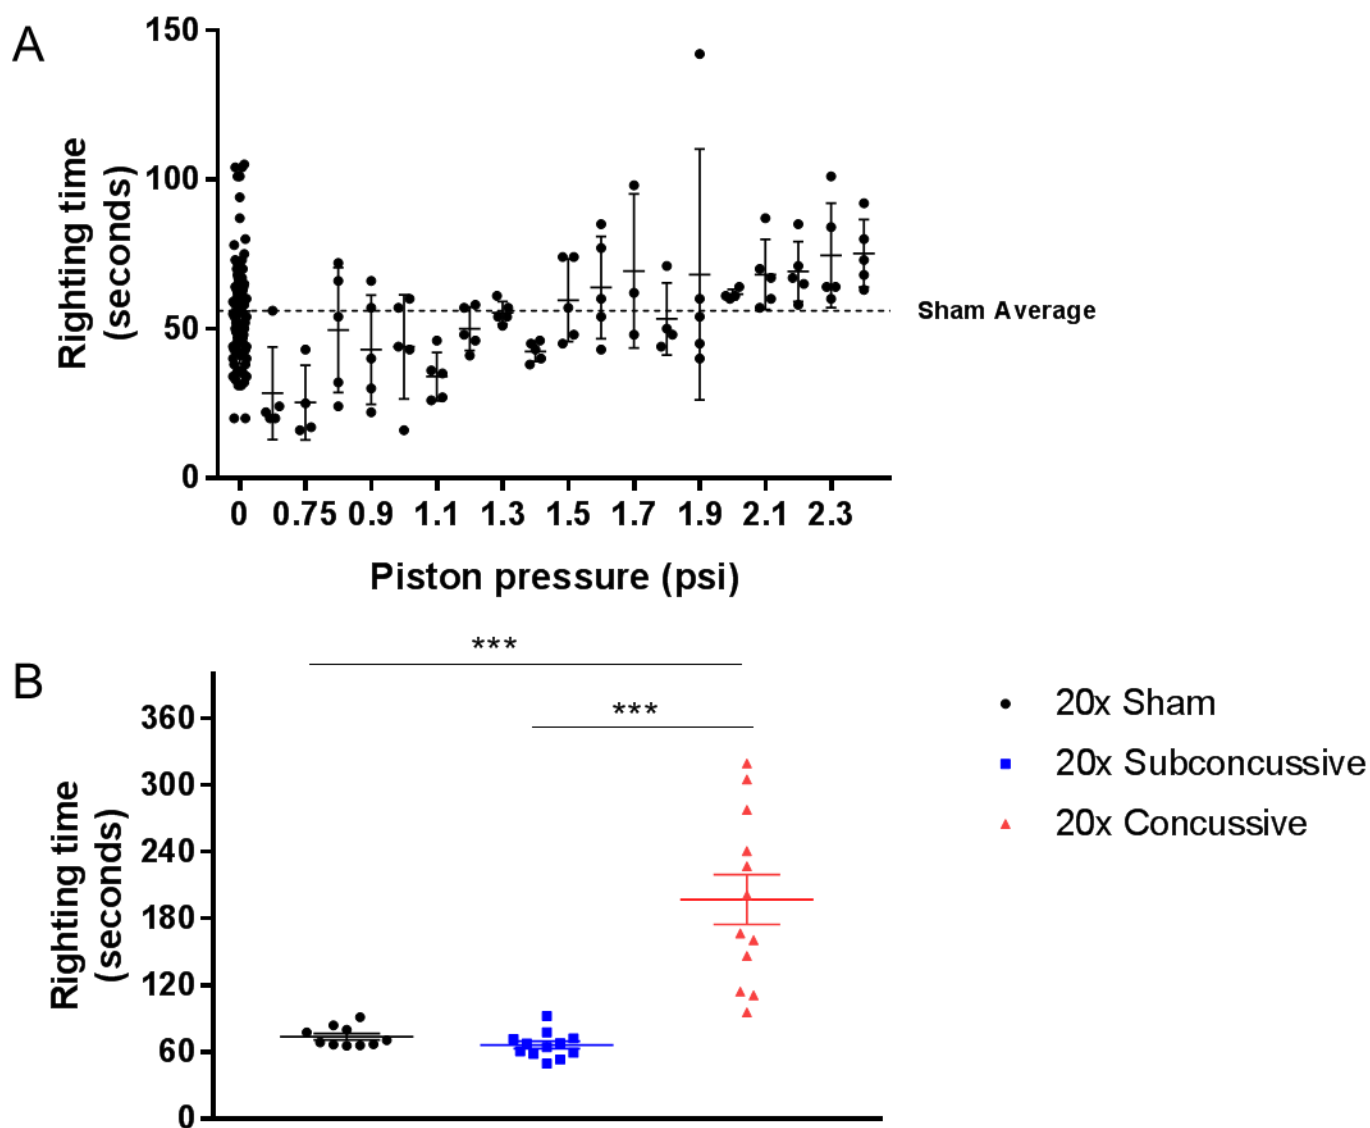 A
150
100
50
0
Righting time
(seconds)
Sham Average
0 0.75 0.9 1.1 1.3 1.5 1.7 1.9 2.1 2.3
Piston pressure (psi)
B
***
***
360
300
240
180
120
60
0
Righting time
(seconds)
20x Sham
20x Subconcussive
20x Concussive